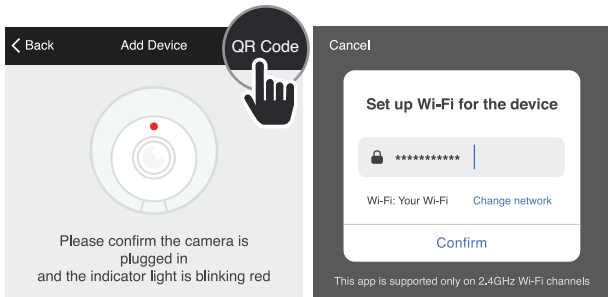 Back
Add Device
QR Code
Please confirm the camera is
plugged in
and the indicator light is blinking red
Cancel
Set up Wi-Fi for the device
***********
Wi-Fi: Your Wi-Fi
Change network
Confirm
This app is supported only on 2.4GHz Wi-Fi channels